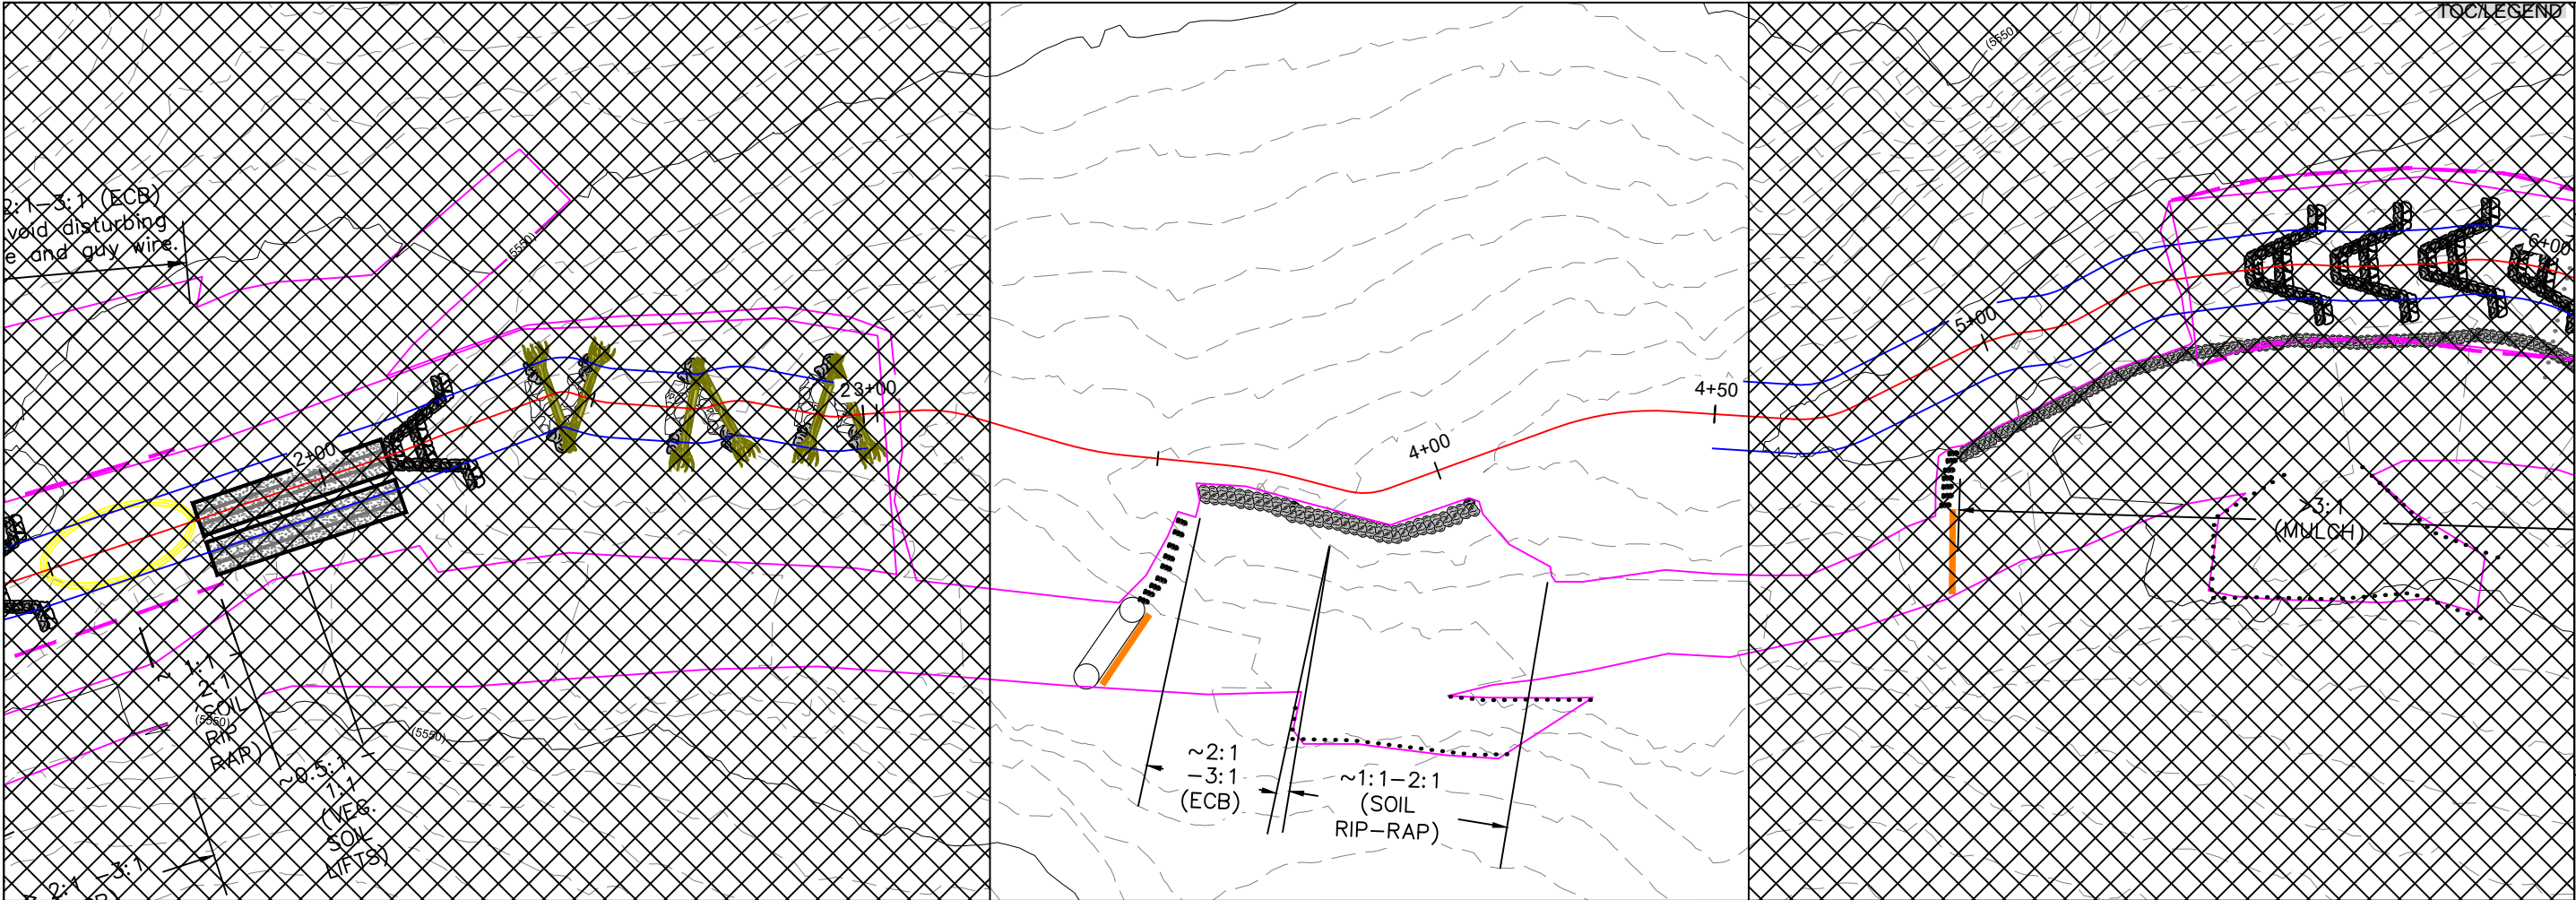 TOC/LEGEND
(5550)
2:1-3:1 (ECB)
void disturbing
e and guy wire.
(5550)
6+00
5+00
23+00
4+50
4+00
2+00
>3:1
(MULCH)
~ 1:1
2:1
SOIL
RIP
RAP)
(5550)
(5550)
~0.5:1
1:1
(VEG.
SOIL
LIFTS)
~2:1
-3:1
(ECB)
~1:1-2:1
(SOIL
RIP-RAP)
2:1 -3:1